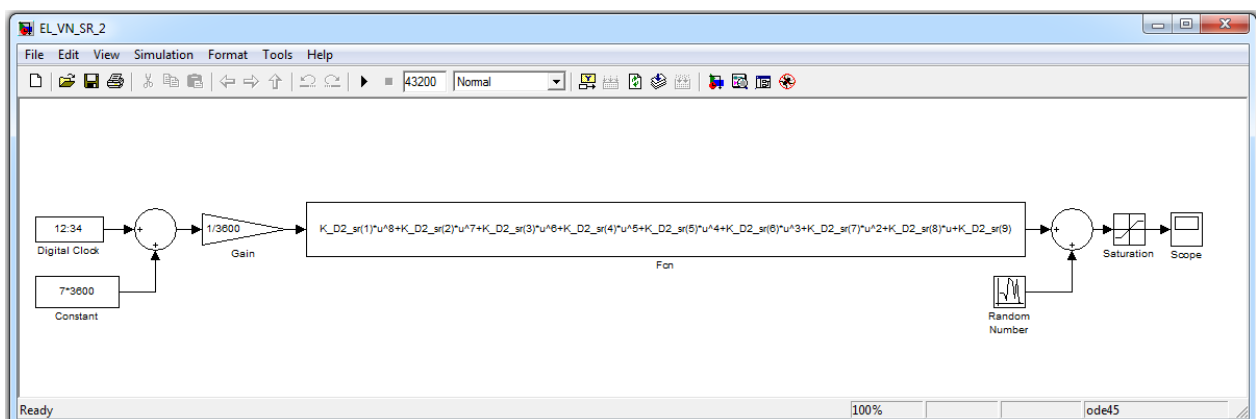 EL_VN_SR_2
File Edit View Simulation Format Tools Help
43200 Normal
12:34
Digital Clock
7*3600
Constant
1/3600
Gain
K_D2_sr(1)*u^8+K_D2_sr(2)*u^7+K_D2_sr(3)*u^6+K_D2_sr(4)*u^5+K_D2_sr(5)*u^4+K_D2_sr(6)*u^3+K_D2_sr(7)*u^2+K_D2_sr(8)*u+K_D2_sr(9)
Fcn
Random
Number
Saturation
Scope
Ready 100% ode45